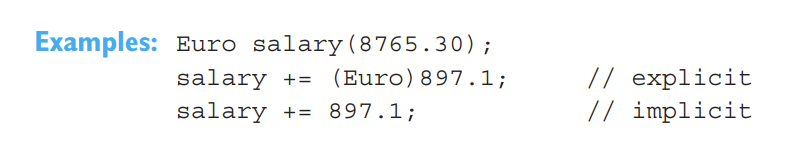 Examples: Euro salary(8765.30);
salary += (Euro)897.1; // explicit
salary += 897.1; // implicit